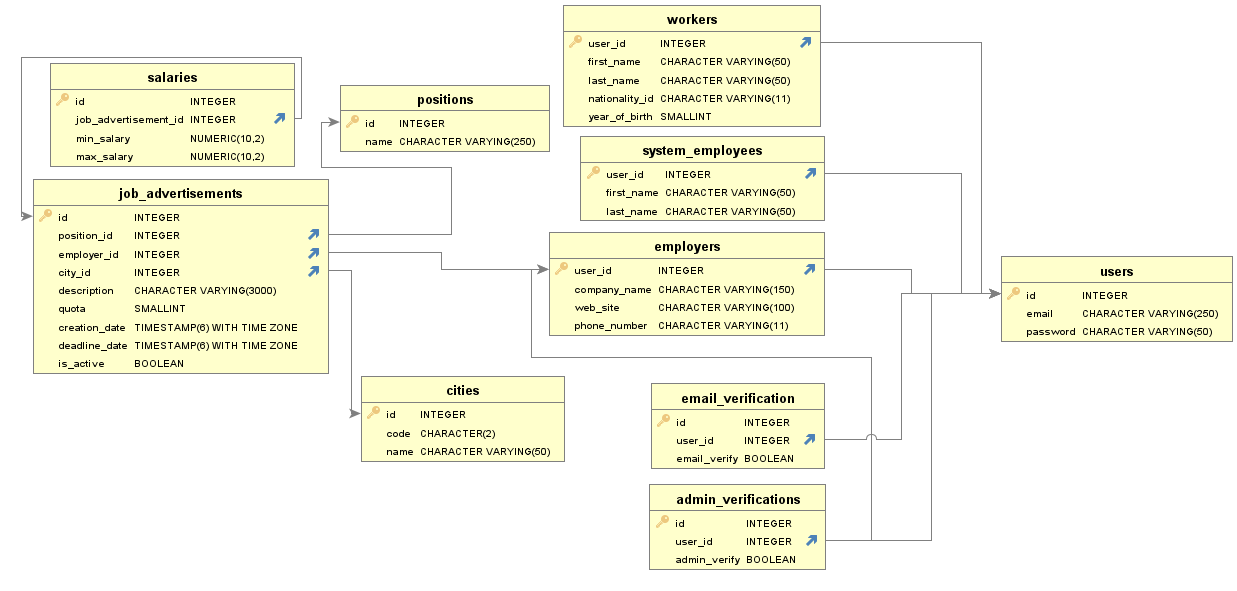 workers
user_id INTEGER
first_name CHARACTER VARYING(50)
last_name CHARACTER VARYING(50)
nationality_id CHARACTER VARYING(11)
year_of_birth SMALLINT
salaries
id INTEGER
job_advertisement_id INTEGER
min_salary NUMERIC(10,2)
max_salary NUMERIC(10,2)
positions
id INTEGER
name CHARACTER VARYING(250)
system_employees
user_id INTEGER
first_name CHARACTER VARYING(50)
last_name CHARACTER VARYING(50)
job_advertisements
id INTEGER
position_id INTEGER
employer_id INTEGER
city_id INTEGER
description CHARACTER VARYING(3000)
quota SMALLINT
creation_date TIMESTAMP(6) WITH TIME ZONE
deadline_date TIMESTAMP(6) WITH TIME ZONE
is_active BOOLEAN
employers
user_id INTEGER
company_name CHARACTER VARYING(150)
web_site CHARACTER VARYING(100)
phone_number CHARACTER VARYING(11)
users
id INTEGER
email CHARACTER VARYING(250)
password CHARACTER VARYING(50)
cities
id INTEGER
code CHARACTER(2)
name CHARACTER VARYING(50)
email_verification
id INTEGER
user_id INTEGER
email_verify BOOLEAN
admin_verifications
id INTEGER
user_id INTEGER
admin_verify BOOLEAN